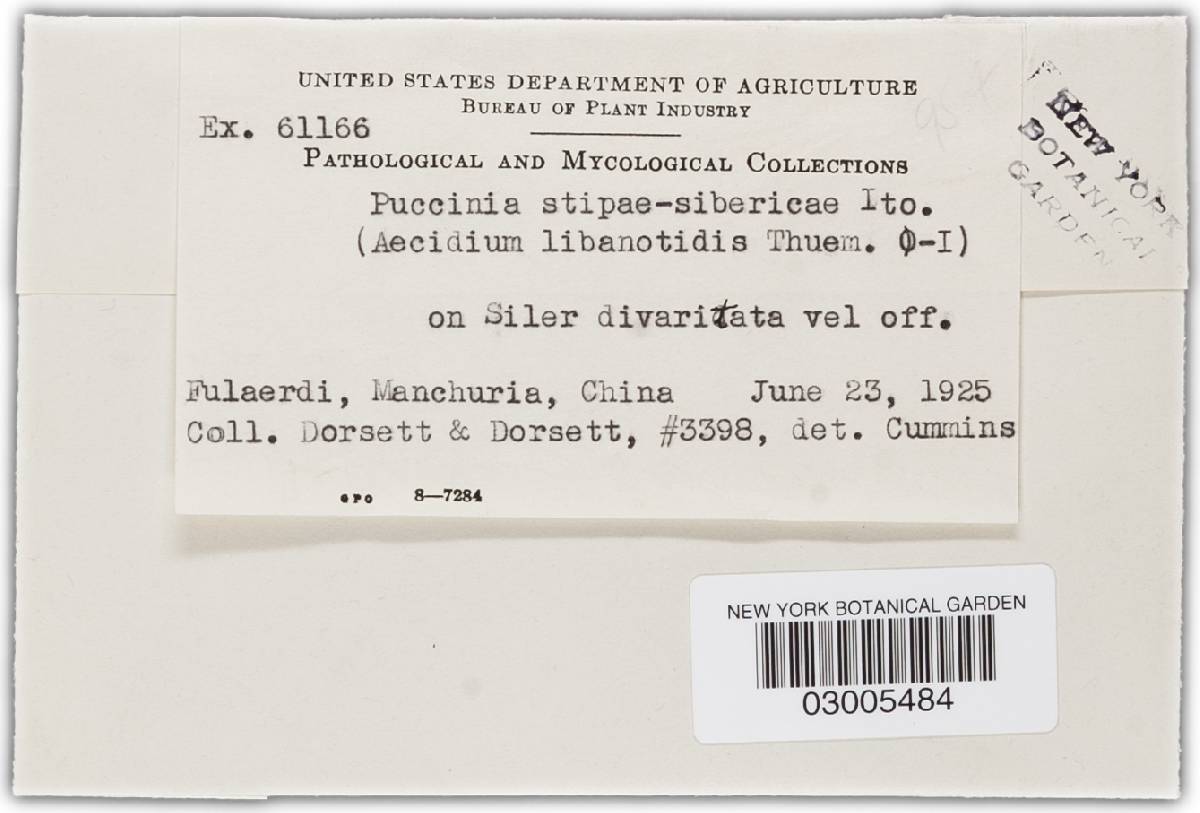 UNITED STATES DEPARTMENT OF AGRICULTURE
BUREAU OF PLANT INDUSTRY
Ex. 61166
PATHOLOGICAL AND MYCOLOGICAL COLLECTIONS
Puccinia stipae-sibericae Ito.
(Aecidium libanotidis Thuem. 0-I)
on Siler divaritata vel off.
Fulaerdi, Manchuria, China June 23, 1925
Coll. Dorsett & Dorsett, #3398, det. Cummins
GPO 8—7284
NEW YORK
BOTANICAL
GARDEN
NEW YORK BOTANICAL GARDEN
03005484